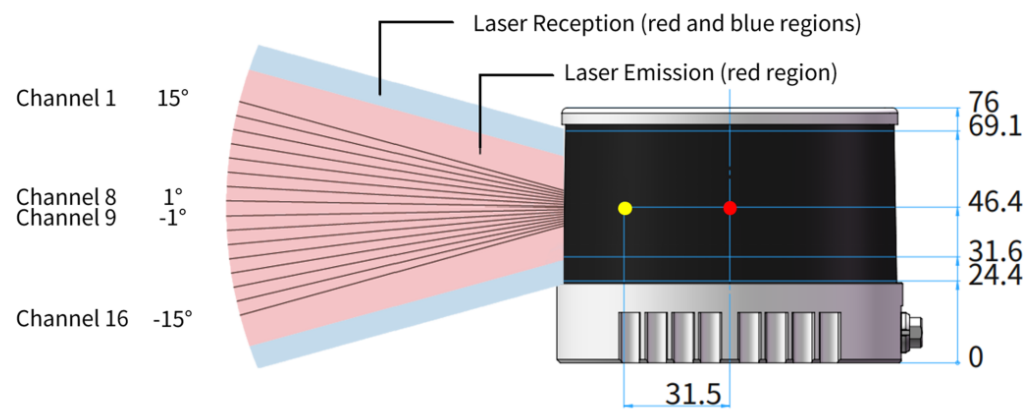 Laser Reception (red and blue regions)
Laser Emission (red region)
Channel 1 15°
Channel 8 1°
Channel 9 -1°
Channel 16 -15°
76
69.1
46.4
31.6
24.4
0
31.5